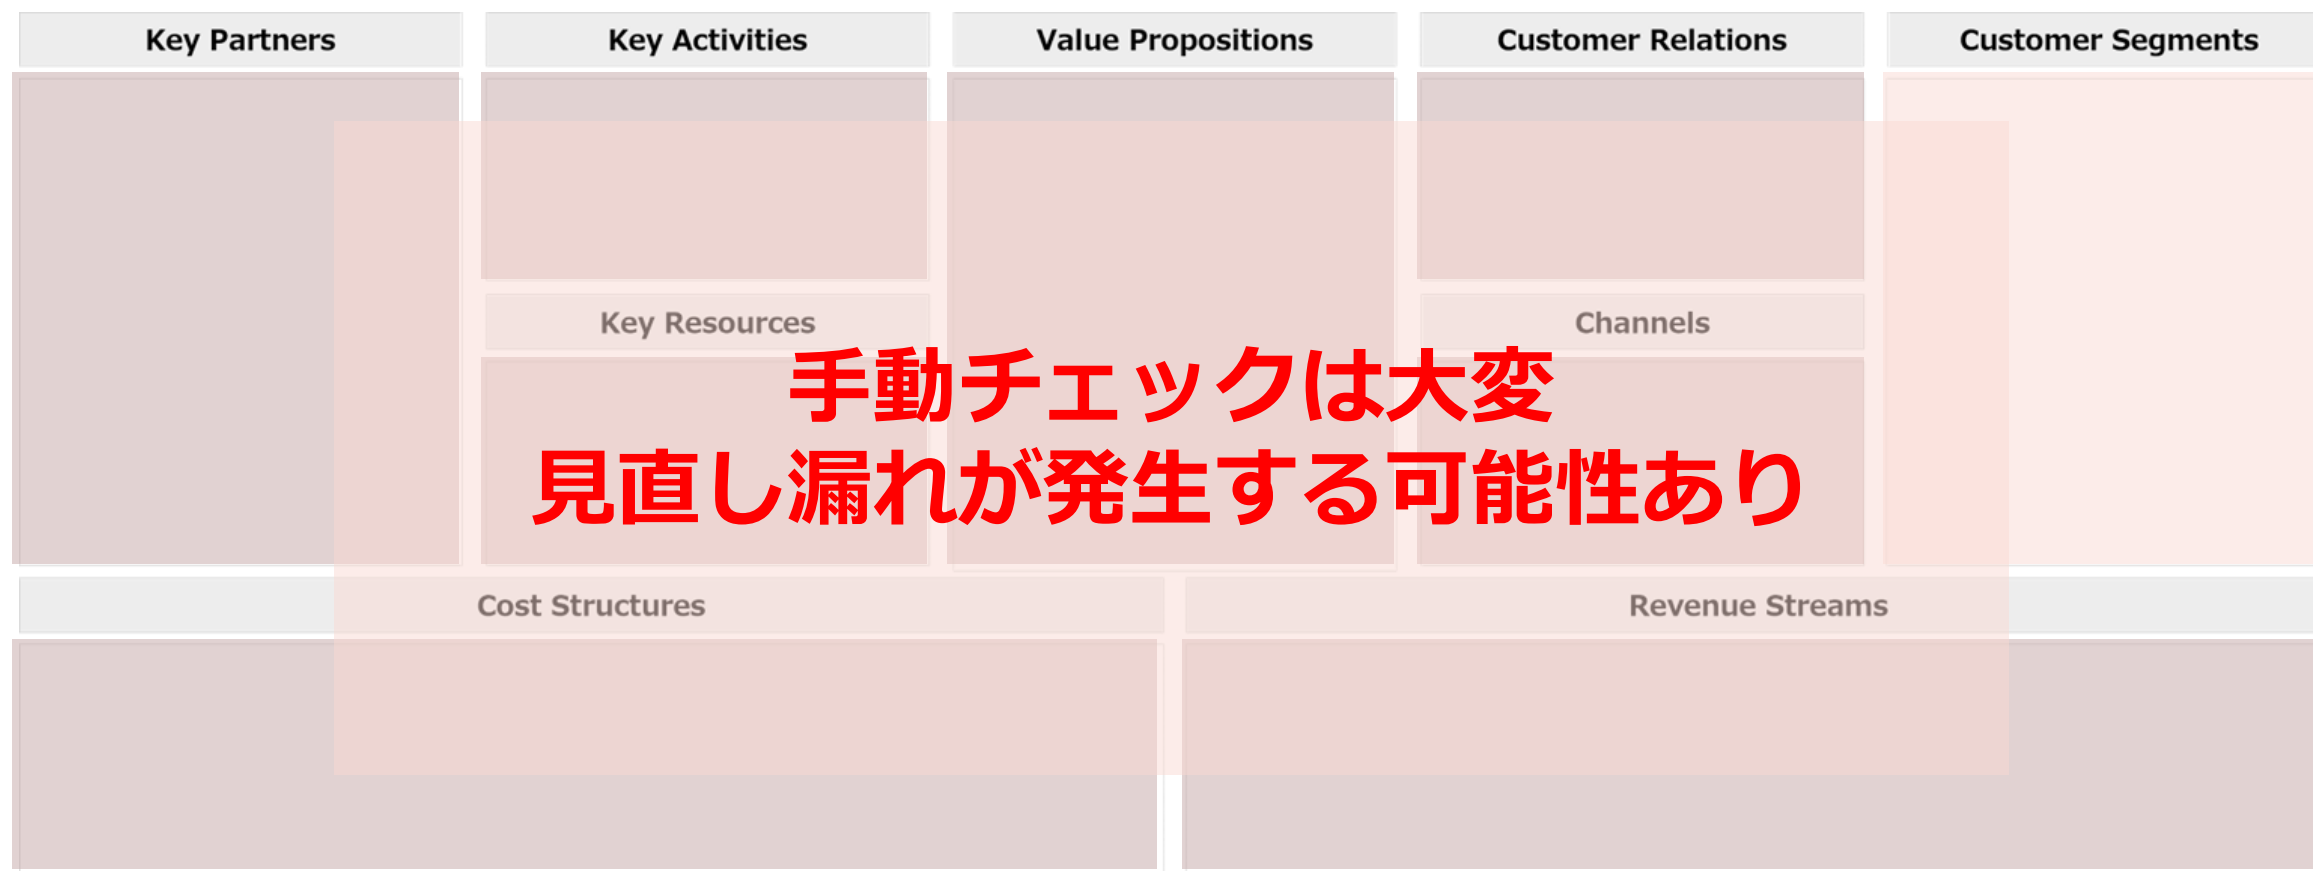 Key Partners
Key Activities
Value Propositions
Customer Relations
Customer Segments
Key Resources
Channels
手動チェックは大変
見直し漏れが発生する可能性あり
Cost Structures
Revenue Streams